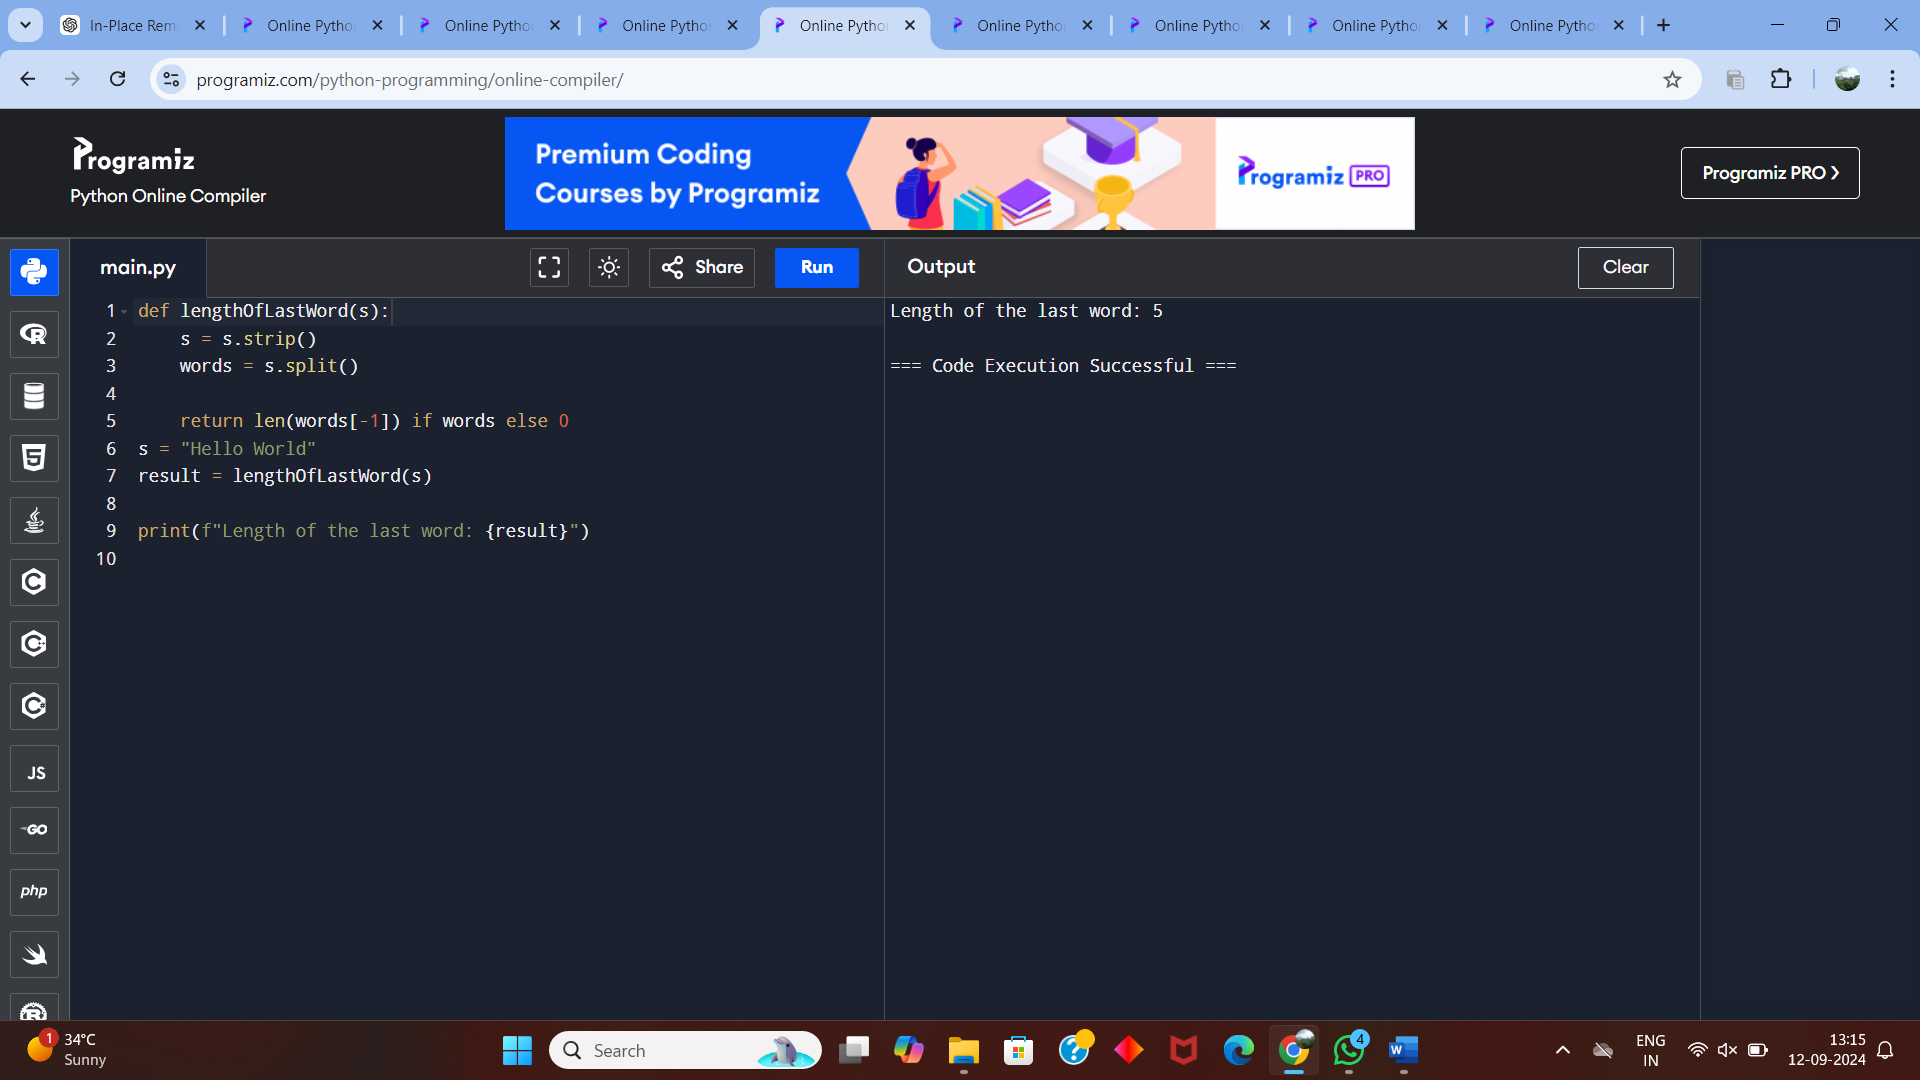 In-Place Rem
Online Pytho
Online Python
Online Pytho
Online Pytho
Online Pytho
Online Pytho
Online Pytho
Online Pytho
programiz.com/python-programming/online-compiler/
Programiz
Python Online Compiler
Premium Coding
Courses by Programiz
Programiz PRO
Programiz PRO
main.py
Share
Run
Output
Clear
1 def lengthOfLastWord(s):
2 s = s.strip()
3 words = s.split()
4
5 return len(words[-1]) if words else 0
6 s = "Hello World"
7 result = lengthOfLastWord(s)
8
9 print(f"Length of the last word: {result}")
10
Length of the last word: 5
=== Code Execution Successful ===
R
5
C
C
C
JS
GO
php
R
1
34°C
Sunny
Search
4
W
ENG
IN
13:15
12-09-2024